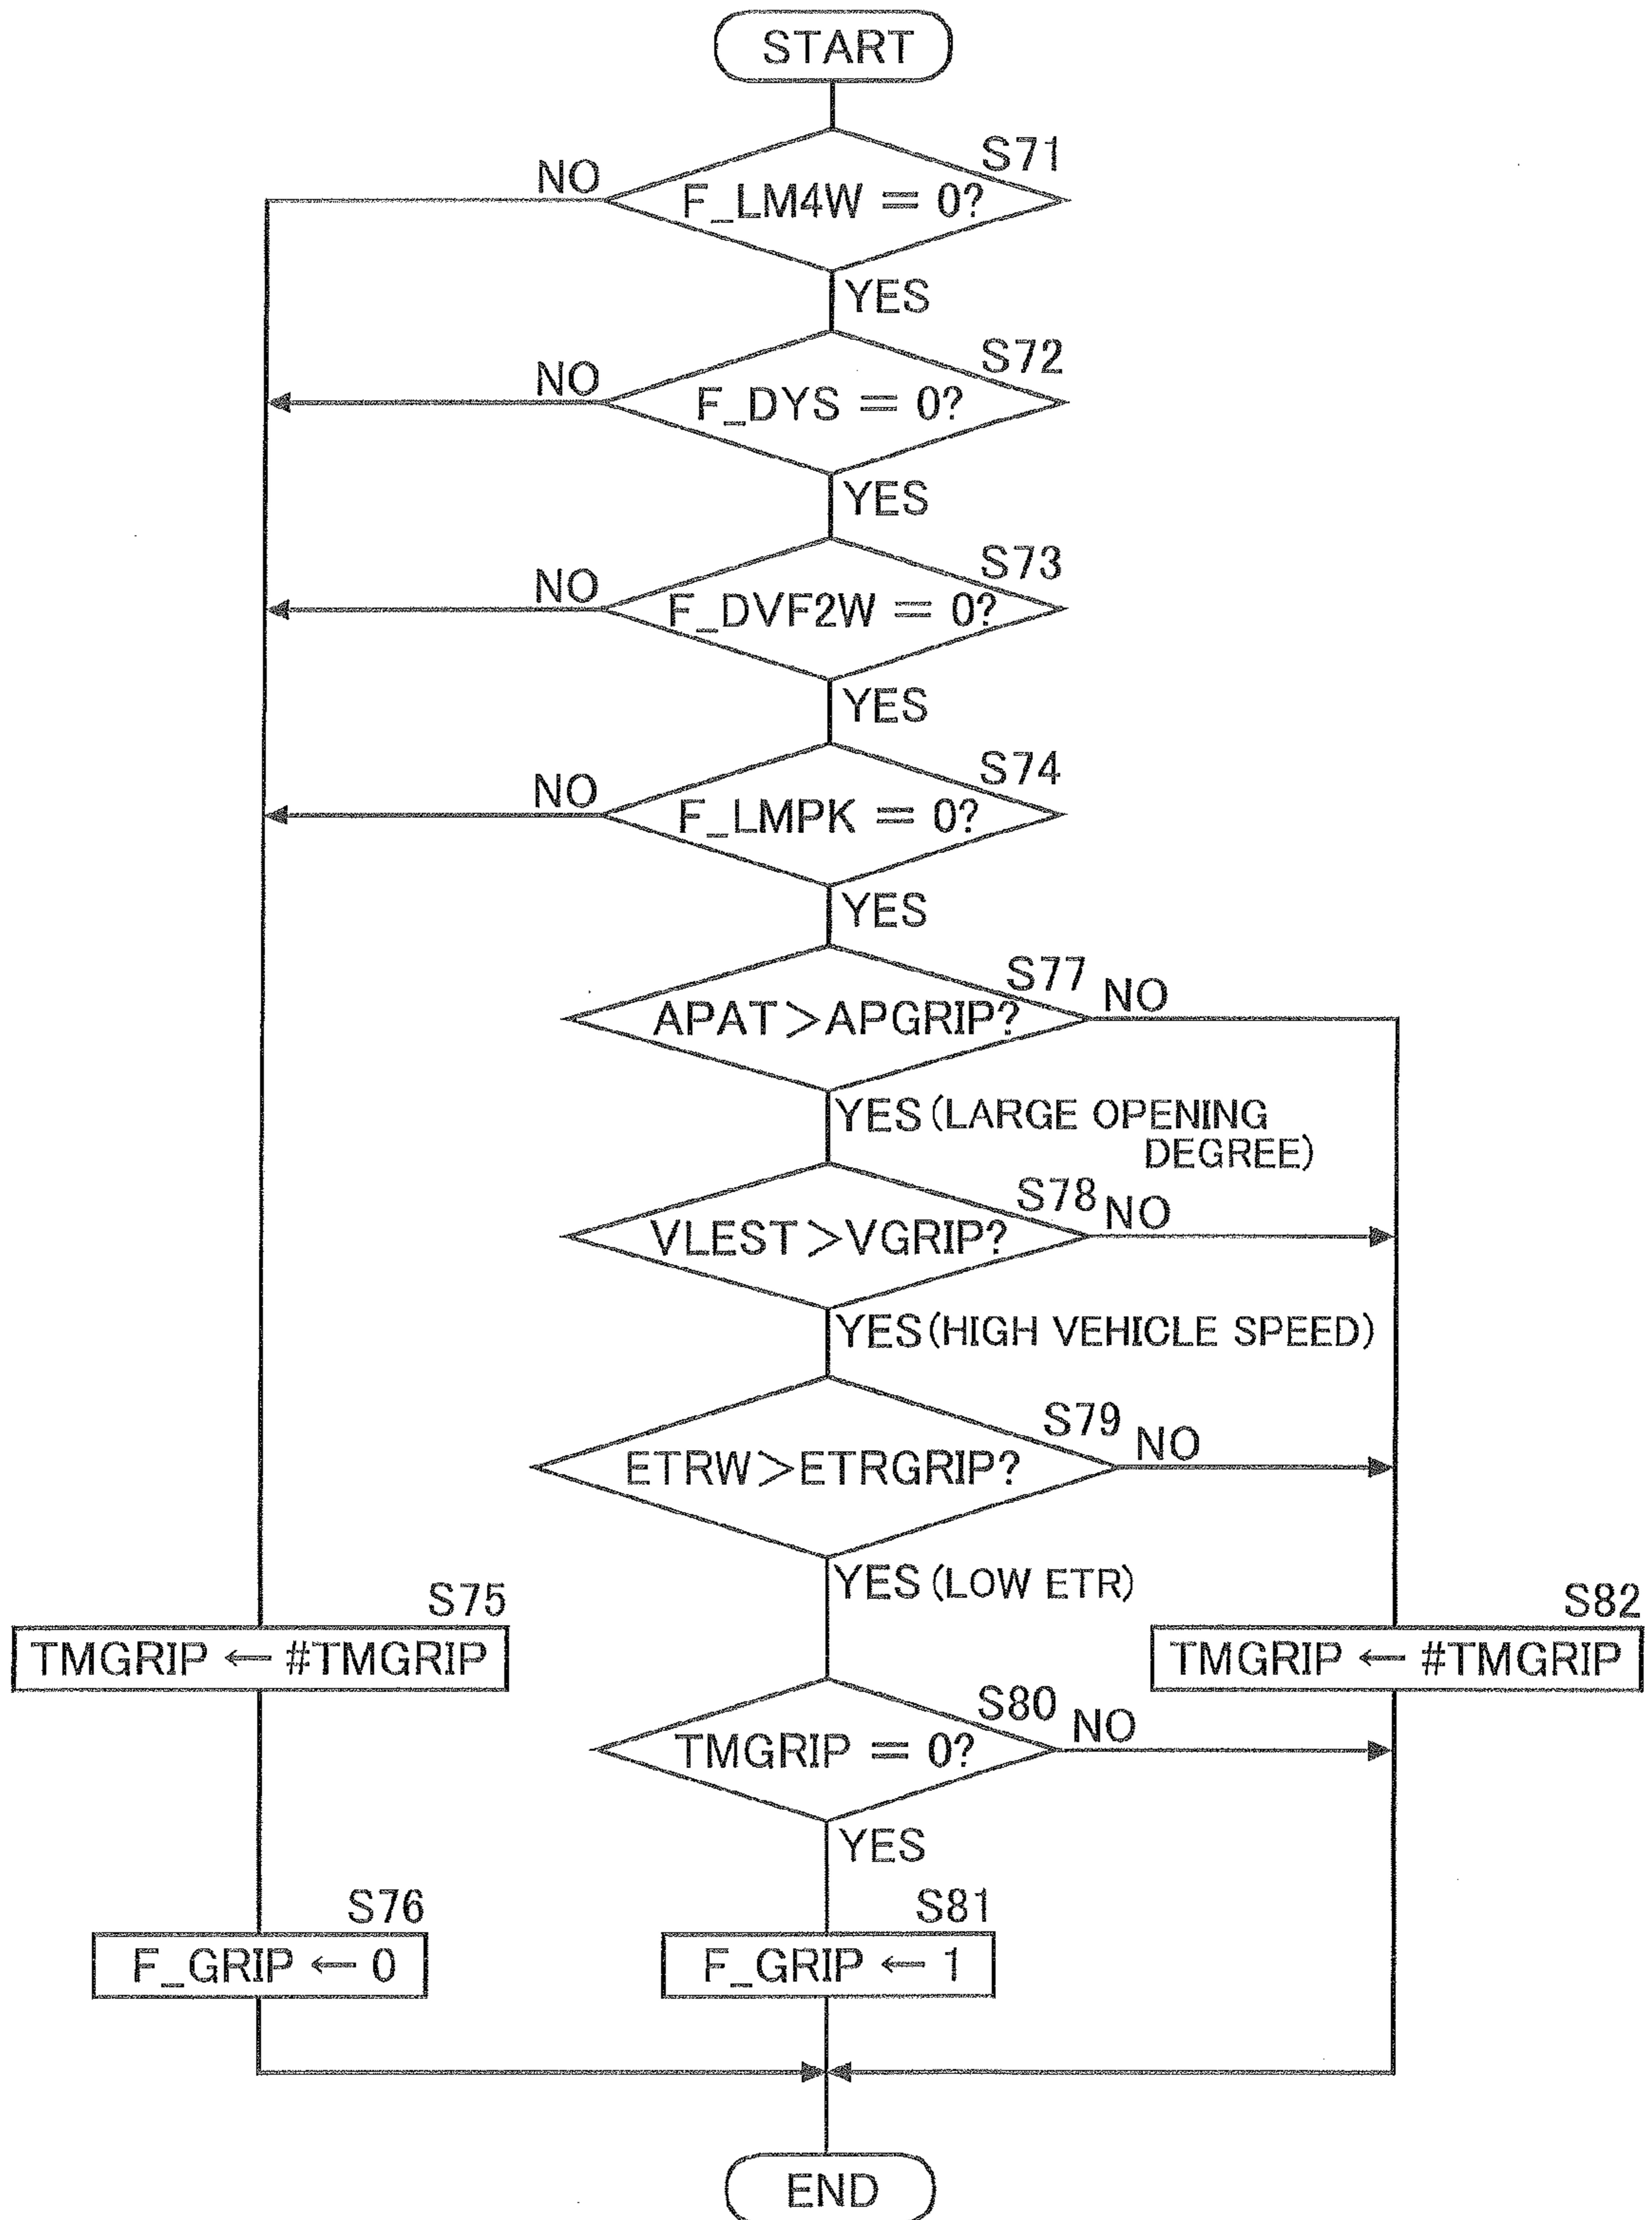 START
S71
NO
F_LM4W = 0?
YES
S72
NO
F_DYS = 0?
YES
S73
NO
F_DVF2W = 0?
YES
S74
NO
F_LMPK = 0?
YES
S77
NO
APAT>APGRIP?
YES (LARGE OPENING
DEGREE)
S78
NO
VLEST>VGRIP?
YES (HIGH VEHICLE SPEED)
S79
NO
ETRW>ETRGRIP?
YES (LOW ETR)
S75
TMGRIP ← #TMGRIP
S82
TMGRIP ← #TMGRIP
S80
NO
TMGRIP = 0?
YES
S76
F_GRIP ← 0
S81
F_GRIP ← 1
END